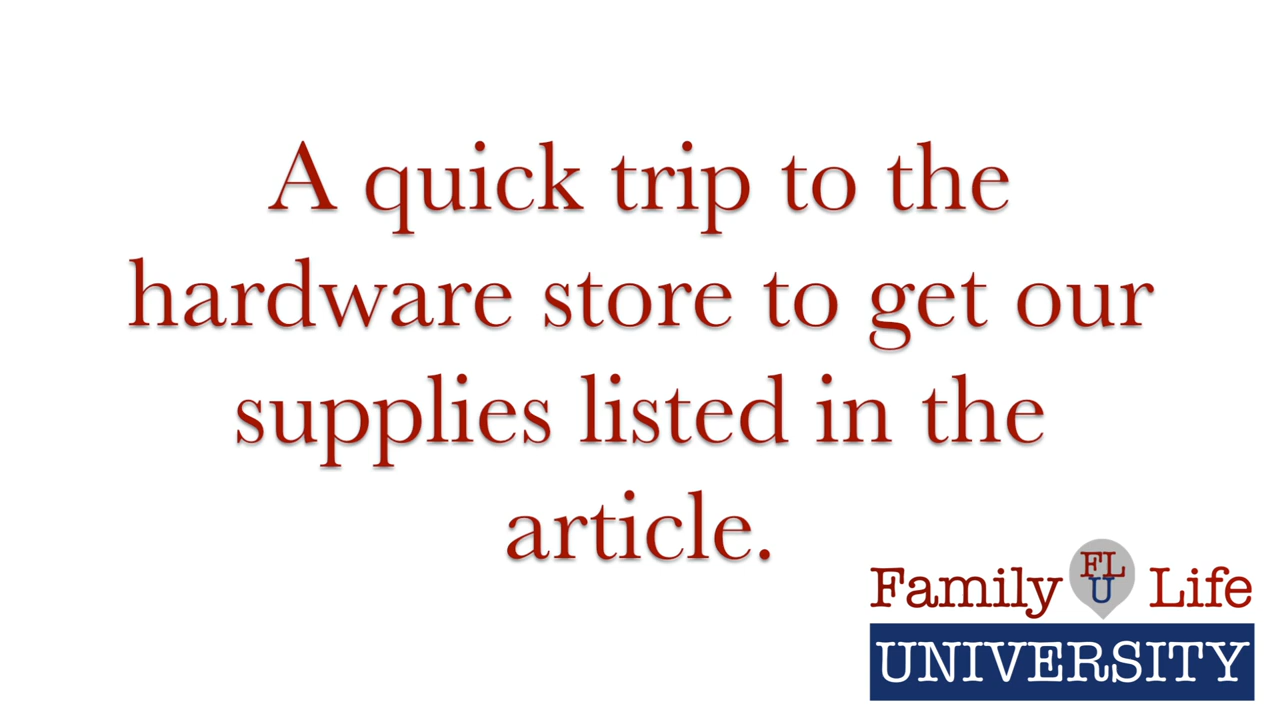 A quick trip to the
hardware store to get our
supplies listed in the
article.
Family FLU Life
UNIVERSITY